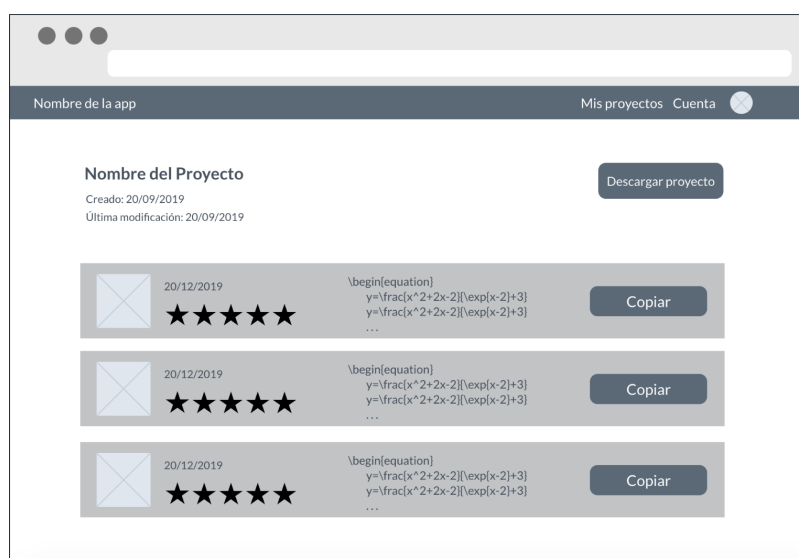 Nombre de la app
Mis proyectos Cuenta
Nombre del Proyecto
Descargar proyecto
Creado: 20/09/2019
Última modificación: 20/09/2019
20/12/2019
\begin{equation}
y=\frac{x^2+2x-2}{\exp{x-2}+3}
y=\frac{x^2+2x-2}{\exp{x-2}+3}
...
Copiar
20/12/2019
\begin{equation}
y=\frac{x^2+2x-2}{\exp{x-2}+3}
y=\frac{x^2+2x-2}{\exp{x-2}+3}
...
Copiar
20/12/2019
\begin{equation}
y=\frac{x^2+2x-2}{\exp{x-2}+3}
y=\frac{x^2+2x-2}{\exp{x-2}+3}
...
Copiar